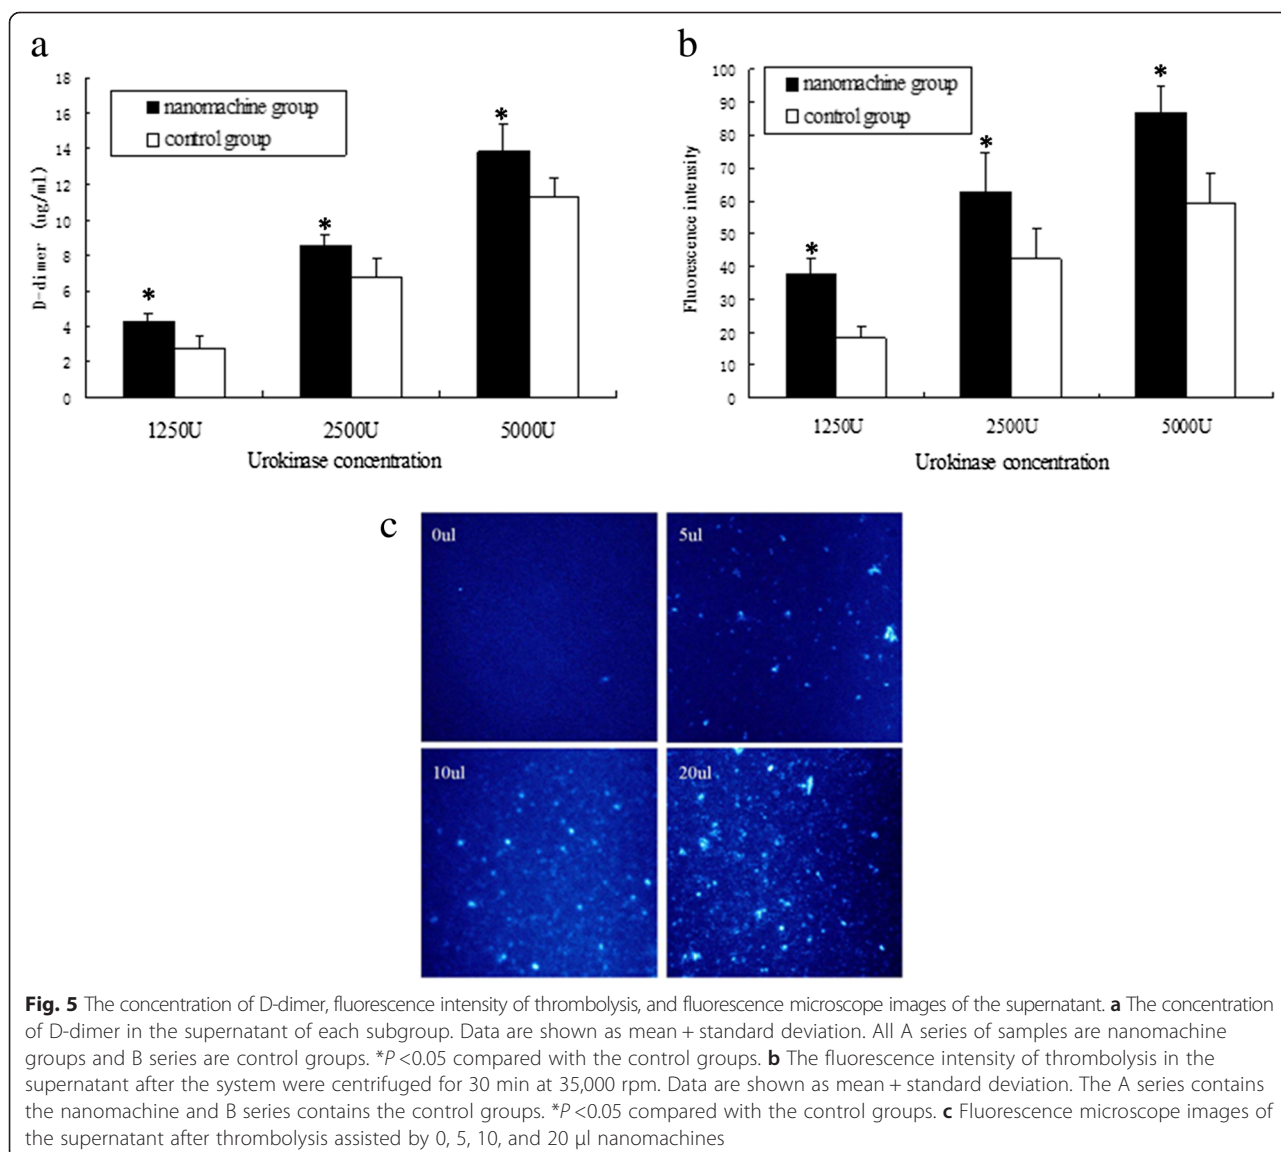 a
18
16
14
12
10
8
6
4
2
0
D-dimer (ug/ml)
nanomachine group
control group
*
*
*
1250U 2500U 5000U
Urokinase concentration
b
100
90
80
70
60
50
40
30
20
10
0
Fluorescence intensity
nanomachine group
control group
*
*
*
1250U 2500U 5000U
Urokinase concentration
c
0ul
5ul
10ul
20ul
Fig. 5 The concentration of D-dimer, fluorescence intensity of thrombolysis, and fluorescence microscope images of the supernatant. a The concentration
of D-dimer in the supernatant of each subgroup. Data are shown as mean + standard deviation. All A series of samples are nanomachine
groups and B series are control groups. *P <0.05 compared with the control groups. b The fluorescence intensity of thrombolysis in the
supernatant after the system were centrifuged for 30 min at 35,000 rpm. Data are shown as mean + standard deviation. The A series contains
the nanomachine and B series contains the control groups. *P <0.05 compared with the control groups. c Fluorescence microscope images of
the supernatant after thrombolysis assisted by 0, 5, 10, and 20 μl nanomachines